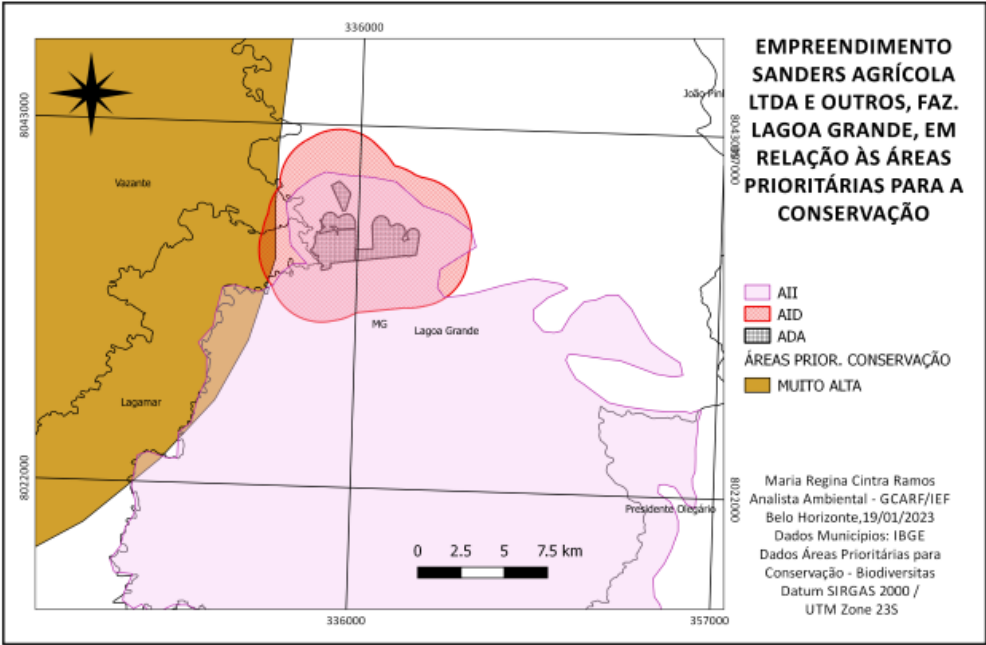 336000
EMPREENDIMENTO
SANDERS AGRÍCOLA
LTDA E OUTROS, FAZ.
LAGOA GRANDE, EM
RELAÇÃO ÀS ÁREAS
PRIORITÁRIAS PARA A
CONSERVAÇÃO
João Pin
8043000
Vazante
MG
Lagoa Grande
Lagamar
AII
AID
ADA
ÁREAS PRIOR. CONSERVAÇÃO
MUITO ALTA
8022000
8022000
Presidente Olegário
0 2.5 5 7.5 km
Maria Regina Cintra Ramos
Analista Ambiental - GCARF/IEF
Belo Horizonte,19/01/2023
Dados Municípios: IBGE
Dados Áreas Prioritárias para
Conservação - Biodiversitas
Datum SIRGAS 2000 /
UTM Zone 23S
336000
357000